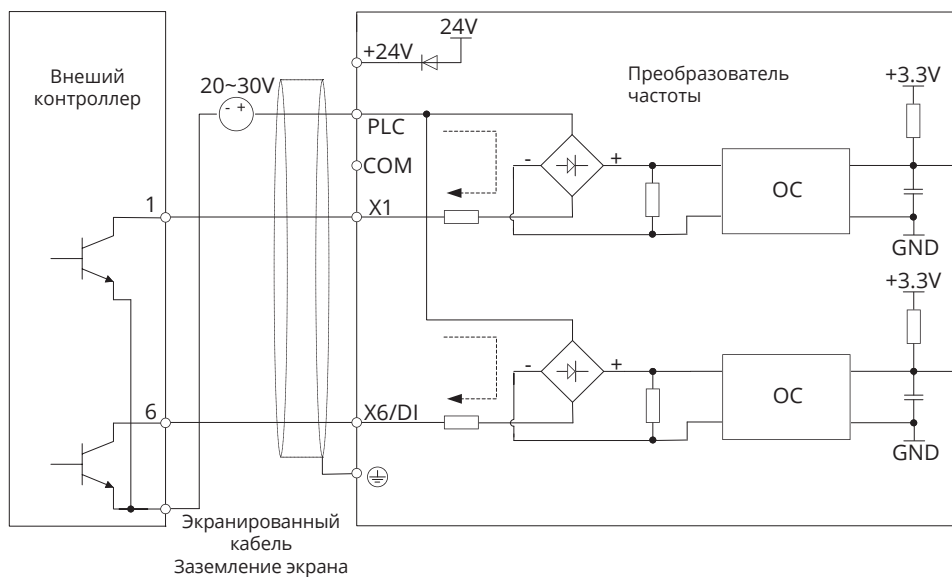 Внеший
контроллер
1
6
20~30V
- +
+24V
24V
PLC
COM
X1
X6/DI
Преобразователь
частоты
- +
OC
+3.3V
GND
- +
OC
+3.3V
GND
Экранированный
кабель
Заземление экрана